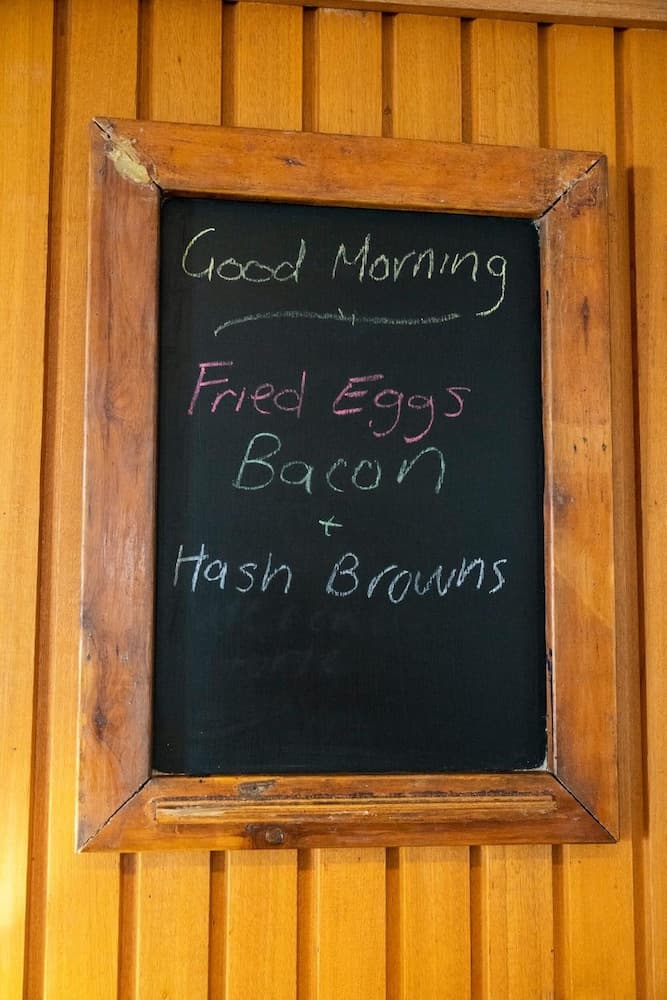 Good Morning
Fried Eggs
Bacon
+
Hash Browns